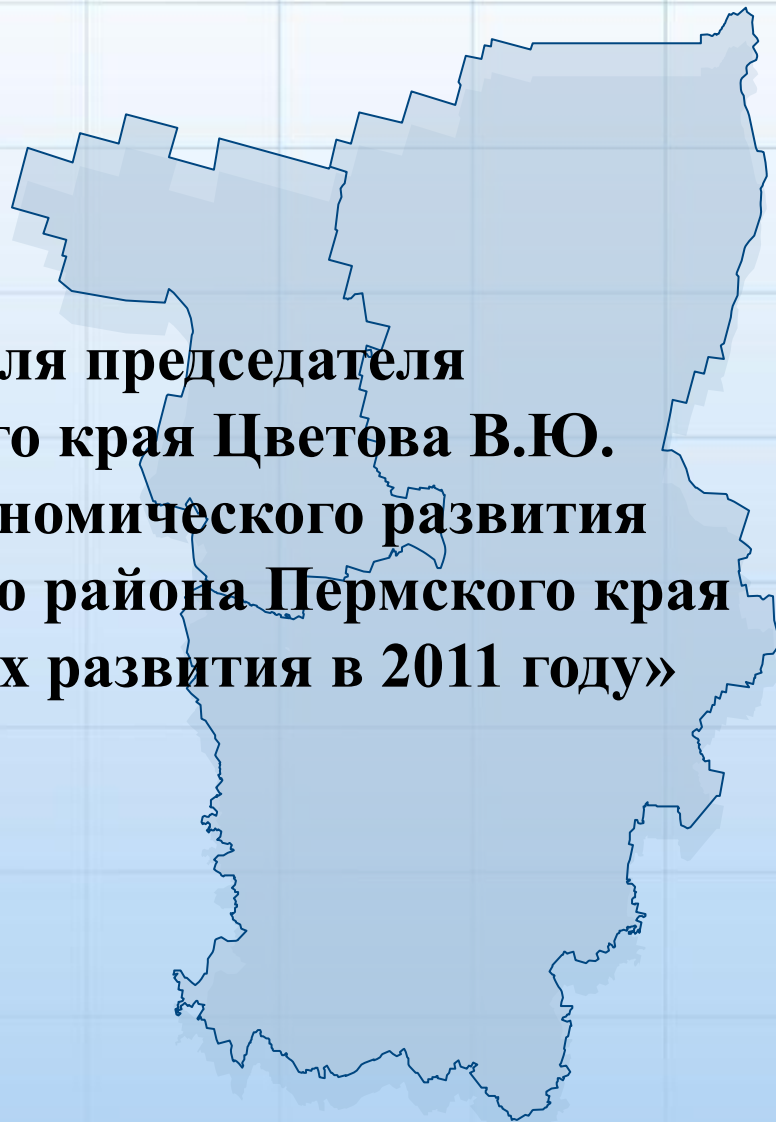 ля председателя
го края Цветова В.Ю.
номического развития
о района Пермского края
х развития в 2011 году»